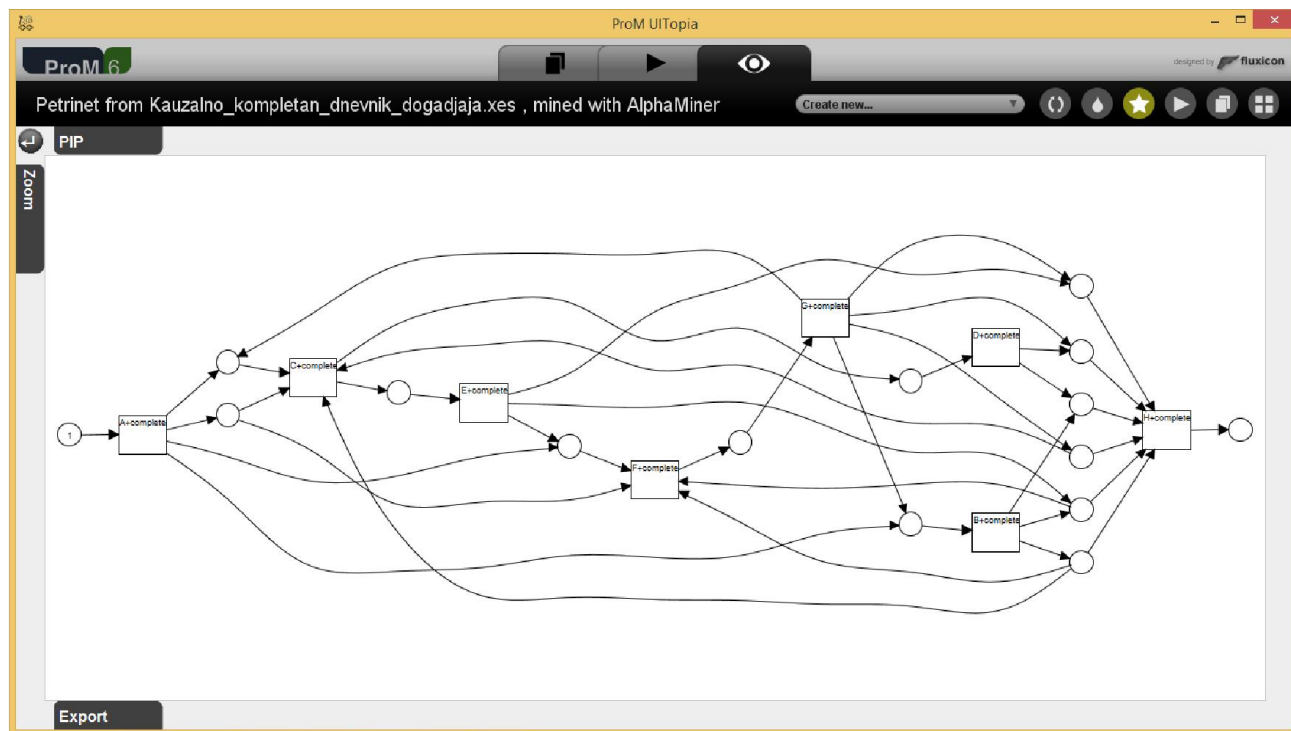 ProM UITopia
ProM 6
designed by fluxicon
Petrinet from Kauzalno_kompletan_dnevnik_dogadjaja.xes , mined with AlphaMiner
Create new...
PIP
Zoom
G+complete
D+complete
C+complete
E+complete
A+complete
H+complete
1
F+complete
B+complete
Export